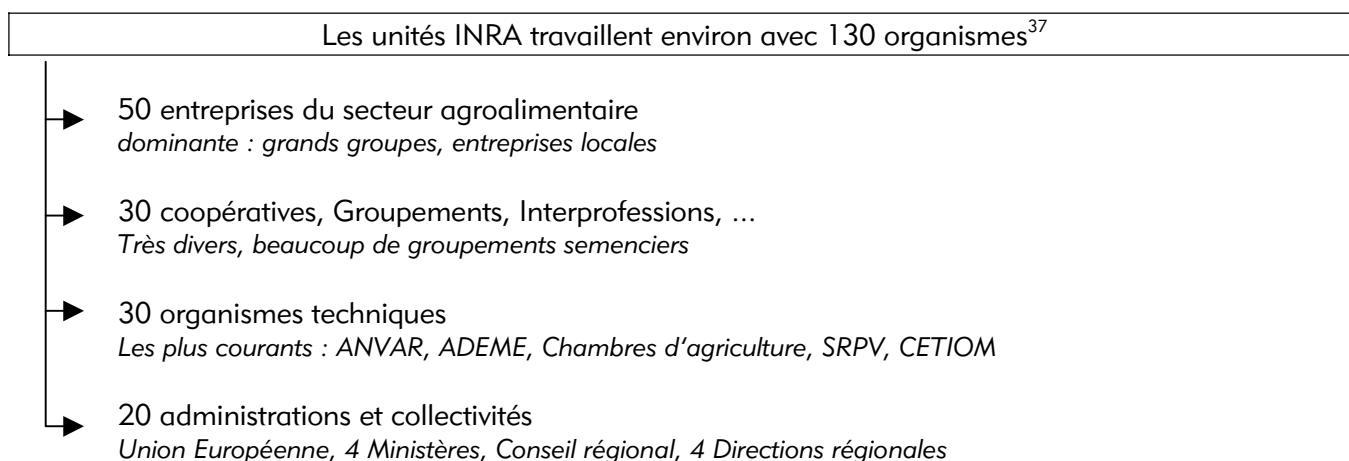 Les unités INRA travaillent environ avec 130 organismes³⁷
50 entreprises du secteur agroalimentaire
dominante : grands groupes, entreprises locales
30 coopératives, Groupements, Interprofessions, ...
Très divers, beaucoup de groupements semenciers
30 organismes techniques
Les plus courants : ANVAR, ADEME, Chambres d'agriculture, SRPV, CETIOM
20 administrations et collectivités
Union Européenne, 4 Ministères, Conseil régional, 4 Directions régionales